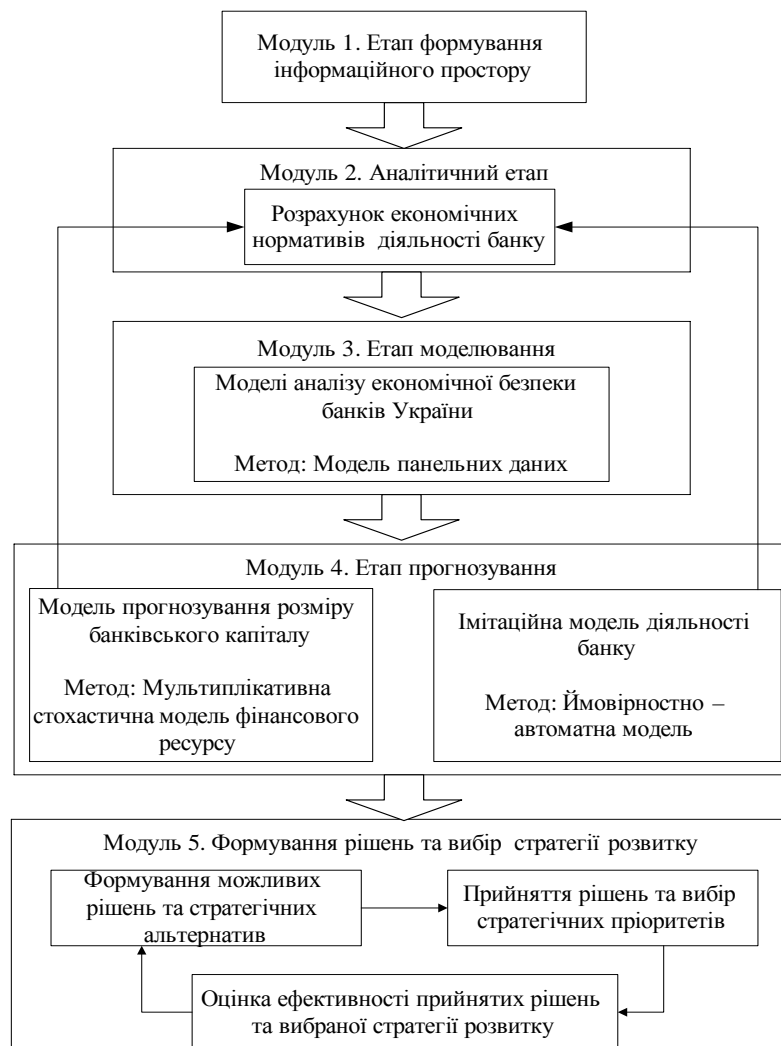 Модуль 1. Етап формування
інформаційного простору
Модуль 2. Аналітичний етап
Розрахунок економічних
нормативів діяльності банку
Модуль 3. Етап моделювання
Моделі аналізу економічної безпеки
банків України
Метод: Модель панельних даних
Модуль 4. Етап прогнозування
Модель прогнозування розміру
банківського капіталу
Метод: Мультиплікативна
стохастична модель фінансового
ресурсу
Імітаційна модель діяльності
банку
Метод: Ймовірностно –
автоматна модель
Модуль 5. Формування рішень та вибір стратегії розвитку
Формування можливих
рішень та стратегічних
альтернатив
Прийняття рішень та вибір
стратегічних пріоритетів
Оцінка ефективності прийнятих рішень
та вибраної стратегії розвитку